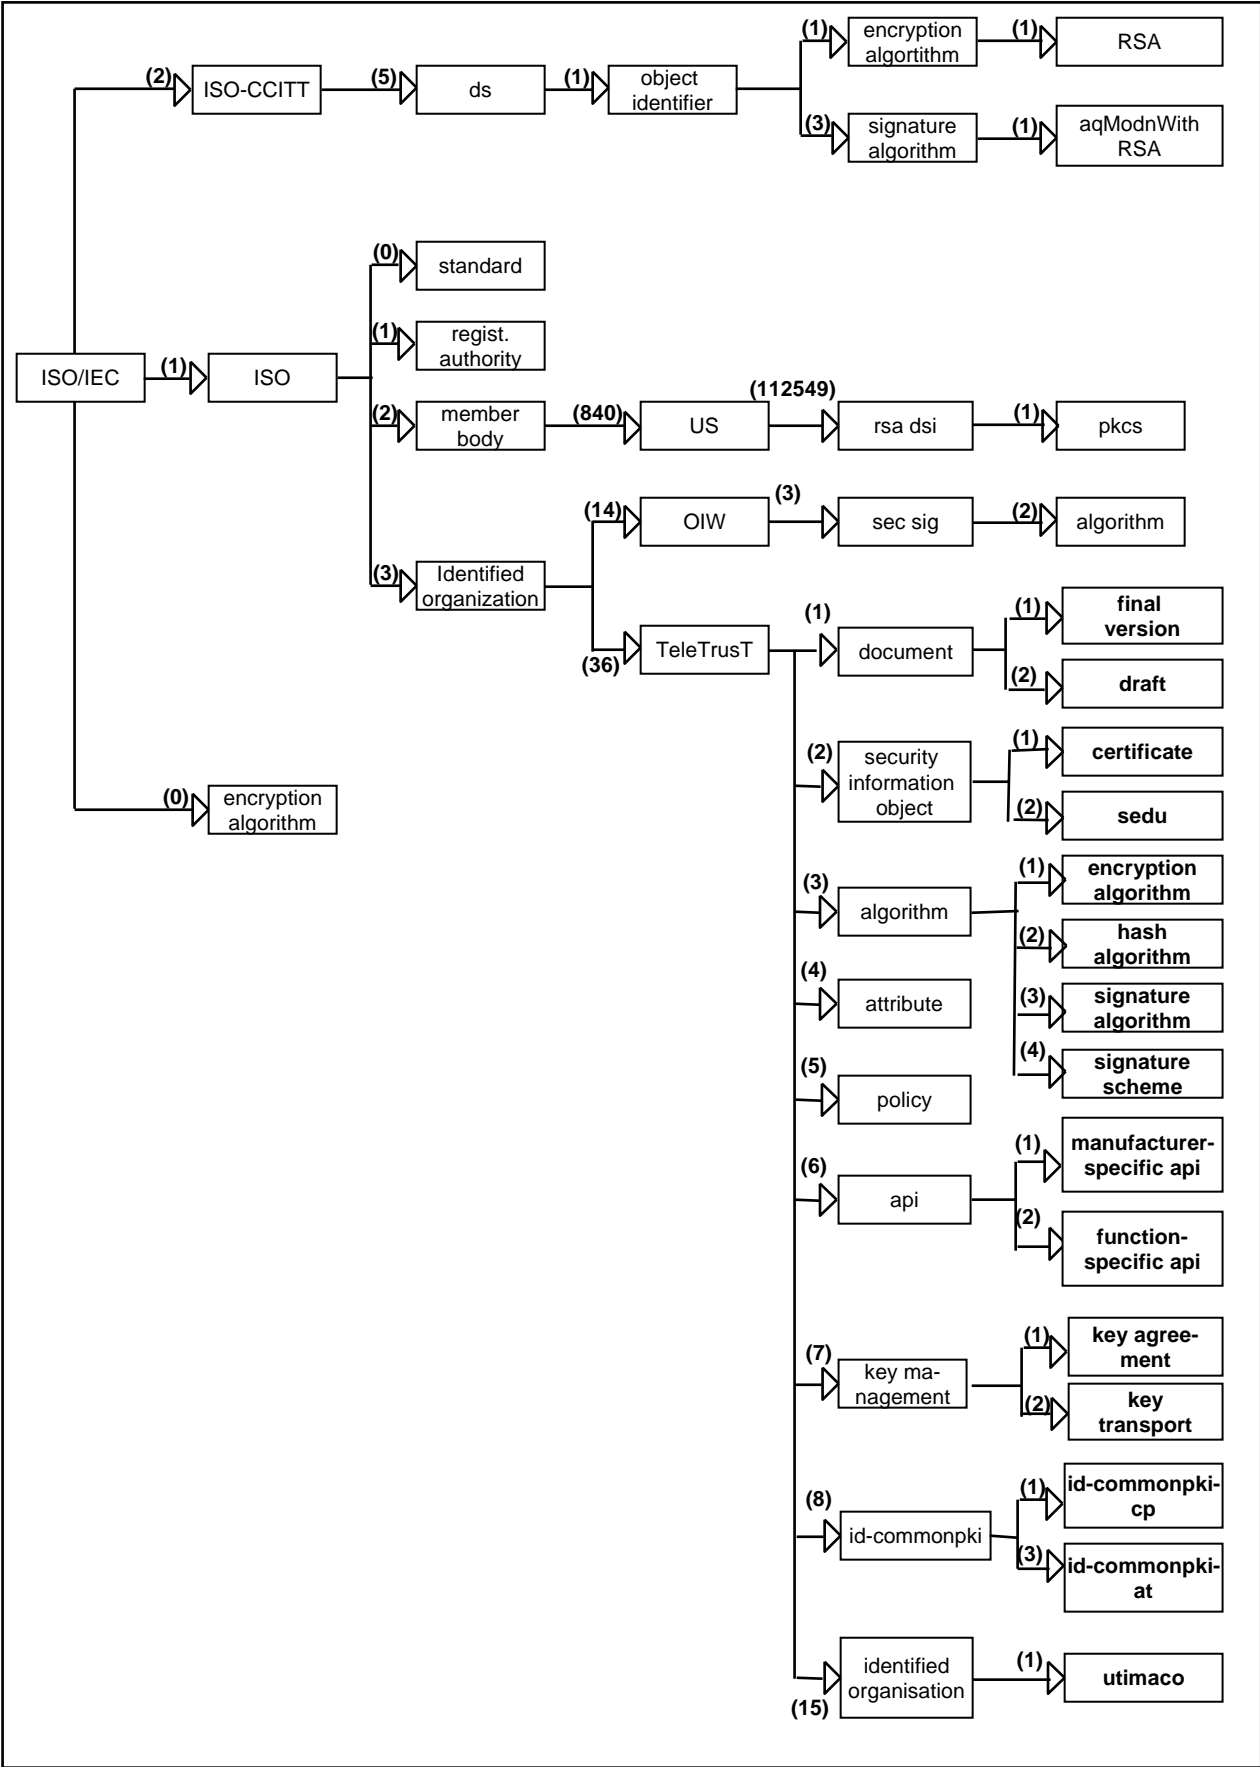 (1)
encryption
algortithm
(1)
RSA
(2)
ISO-CCITT
(5)
ds
(1)
object
identifier
(3)
signature
algorithm
(1)
aqModnWith
RSA
(0)
standard
(1)
regist.
authority
ISO/IEC
(1)
ISO
(2)
member
body
(840)
US
(112549)
rsa dsi
(1)
pkcs
(14)
OIW
(3)
sec sig
(2)
algorithm
(3)
Identified
organization
(36)
TeleTrusT
(1)
document
(1)
final
version
(2)
draft
(2)
security
information
object
(1)
certificate
(2)
sedu
(0)
encryption
algorithm
(3)
algorithm
(1)
encryption
algorithm
(2)
hash
algorithm
(3)
signature
algorithm
(4)
signature
scheme
(4)
attribute
(5)
policy
(6)
api
(1)
manufacturer-
specific api
(2)
function-
specific api
(7)
key ma-
nagement
(1)
key agree-
ment
(2)
key
transport
(8)
id-commonpki
(1)
id-commonpki-
cp
(3)
id-commonpki-
at
(15)
identified
organisation
(1)
utimaco